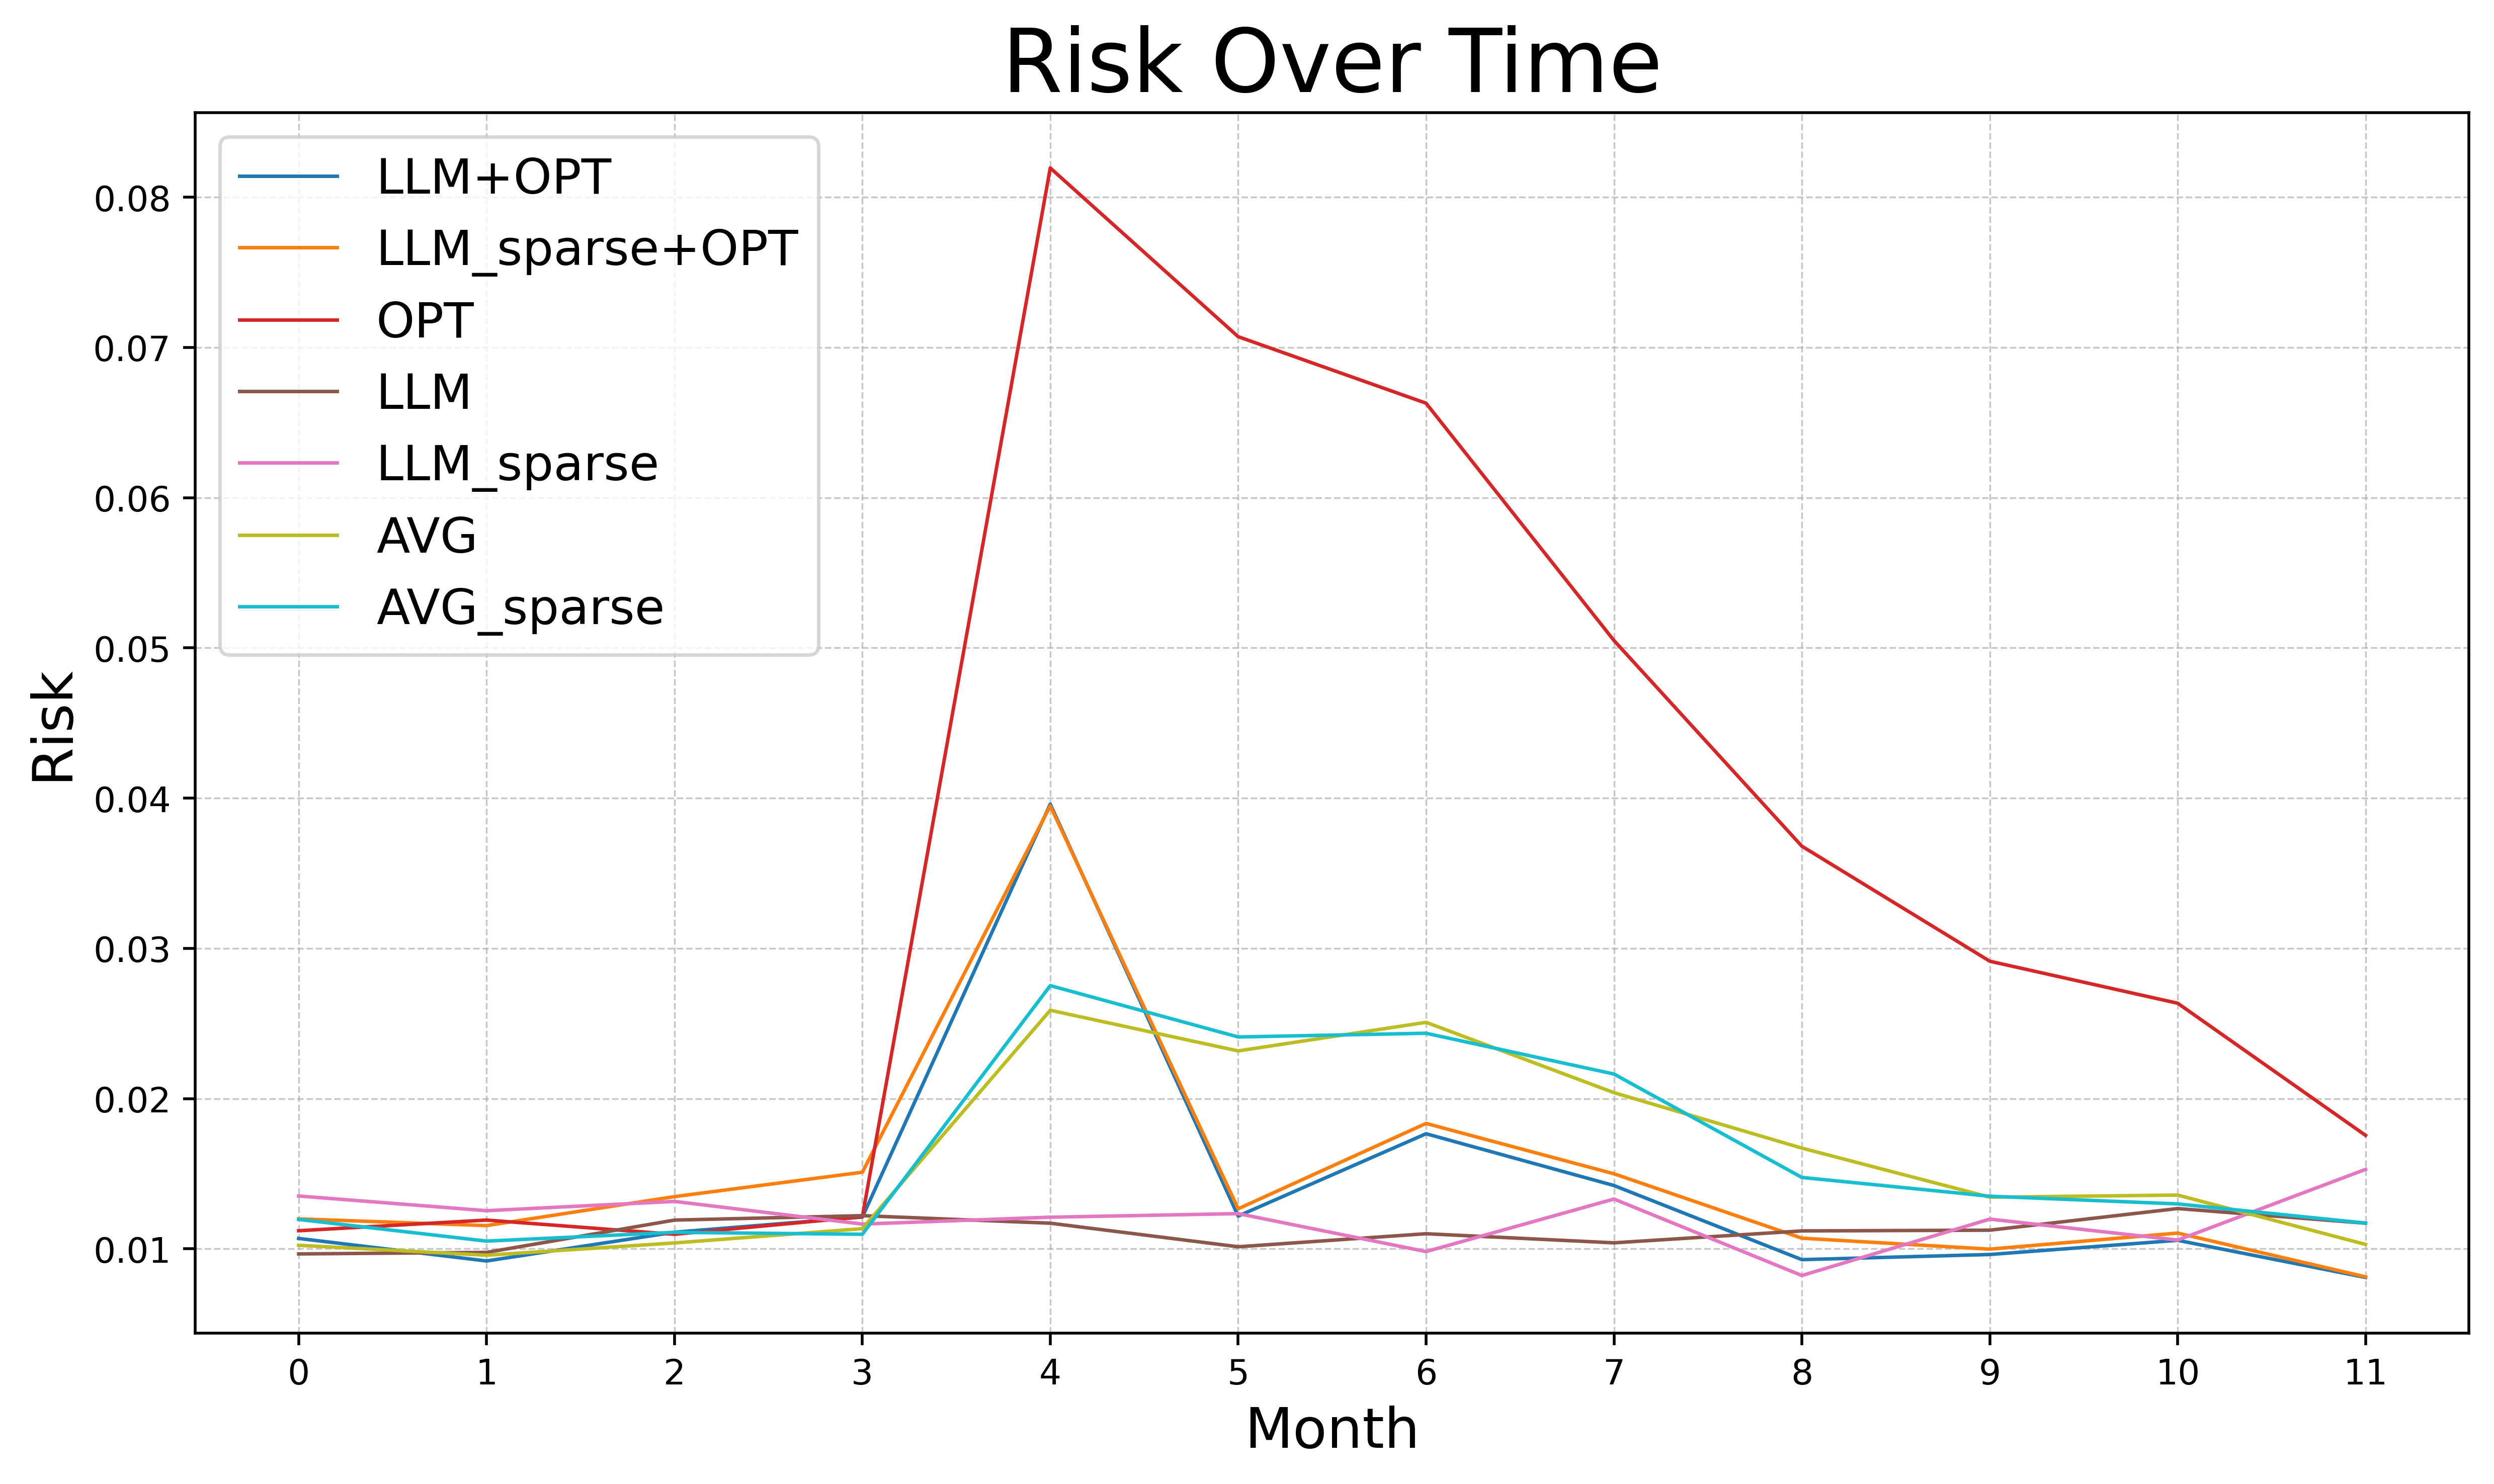 Risk Over Time
LLM+OPT
LLM_sparse+OPT
OPT
LLM
LLM_sparse
AVG
AVG_sparse
Risk
0.08
0.07
0.06
0.05
0.04
0.03
0.02
0.01
0 1 2 3 4 5 6 7 8 9 10 11
Month